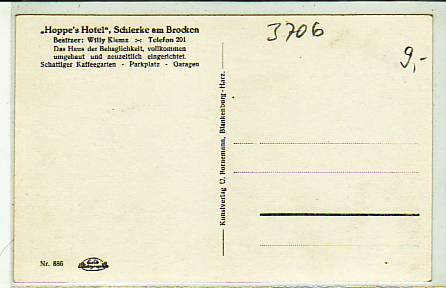 „Hoppe's Hotel", Schierke am Brocken
Besitzer: Willy Klemz >< Telefon 201
Das Haus der Behaglichkeit, vollkommen
umgebaut und neuzeitlich eingerichtet.
Schattiger Kaffeegarten - Parkplatz - Garagen
3706
9,-
Kunstverlag U. Bornemann, Blankenburg-Harz.
Nr. 886